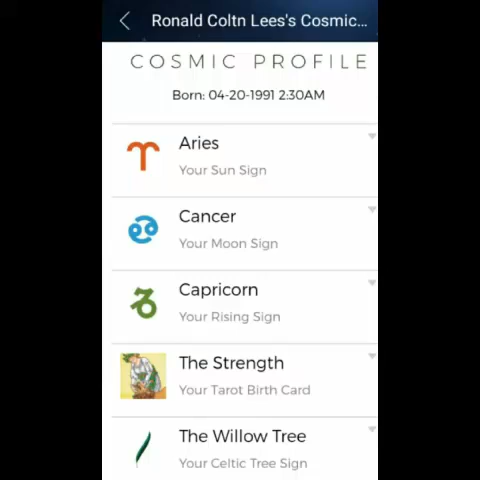 Ronald Coltn Lees's Cosmic...
COSMIC PROFILE
Born: 04-20-1991 2:30AM
Aries
Your Sun Sign
Cancer
Your Moon Sign
Capricorn
Your Rising Sign
The Strength
Your Tarot Birth Card
The Willow Tree
Your Celtic Tree Sign